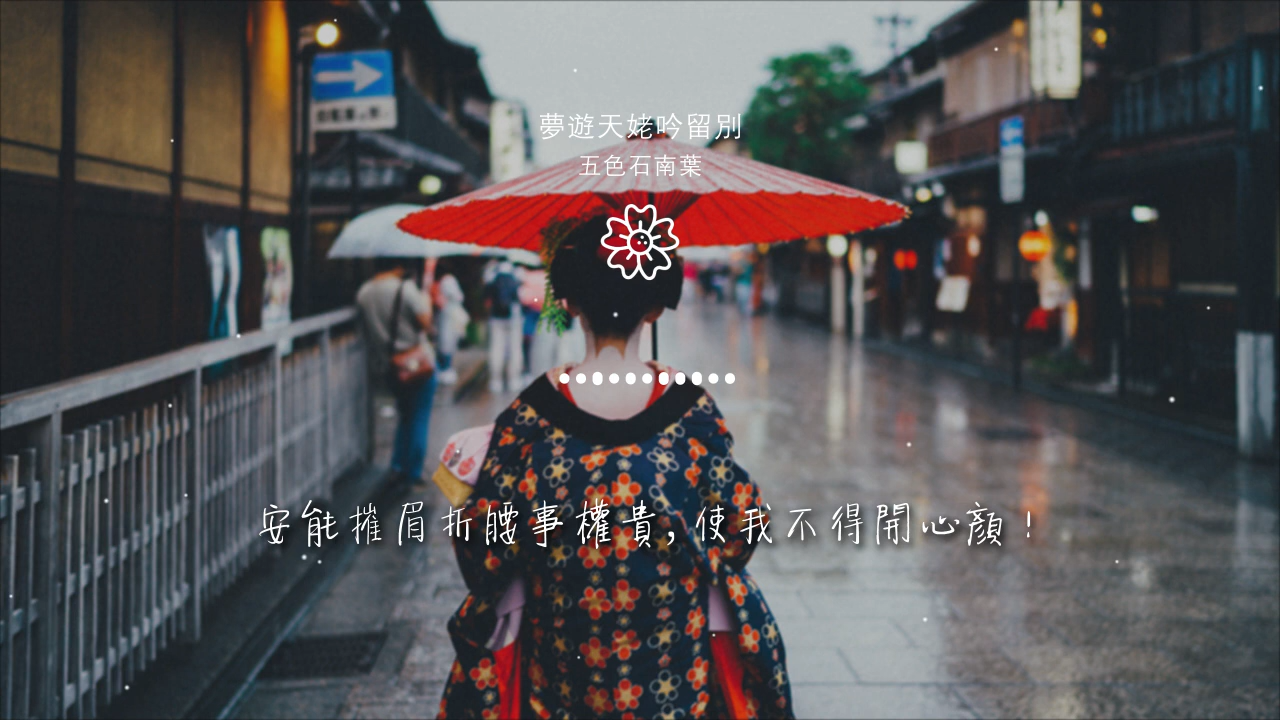 夢遊天姥吟留別
五色石南葉
安能摧眉折腰事權貴,使我不得開心顏!